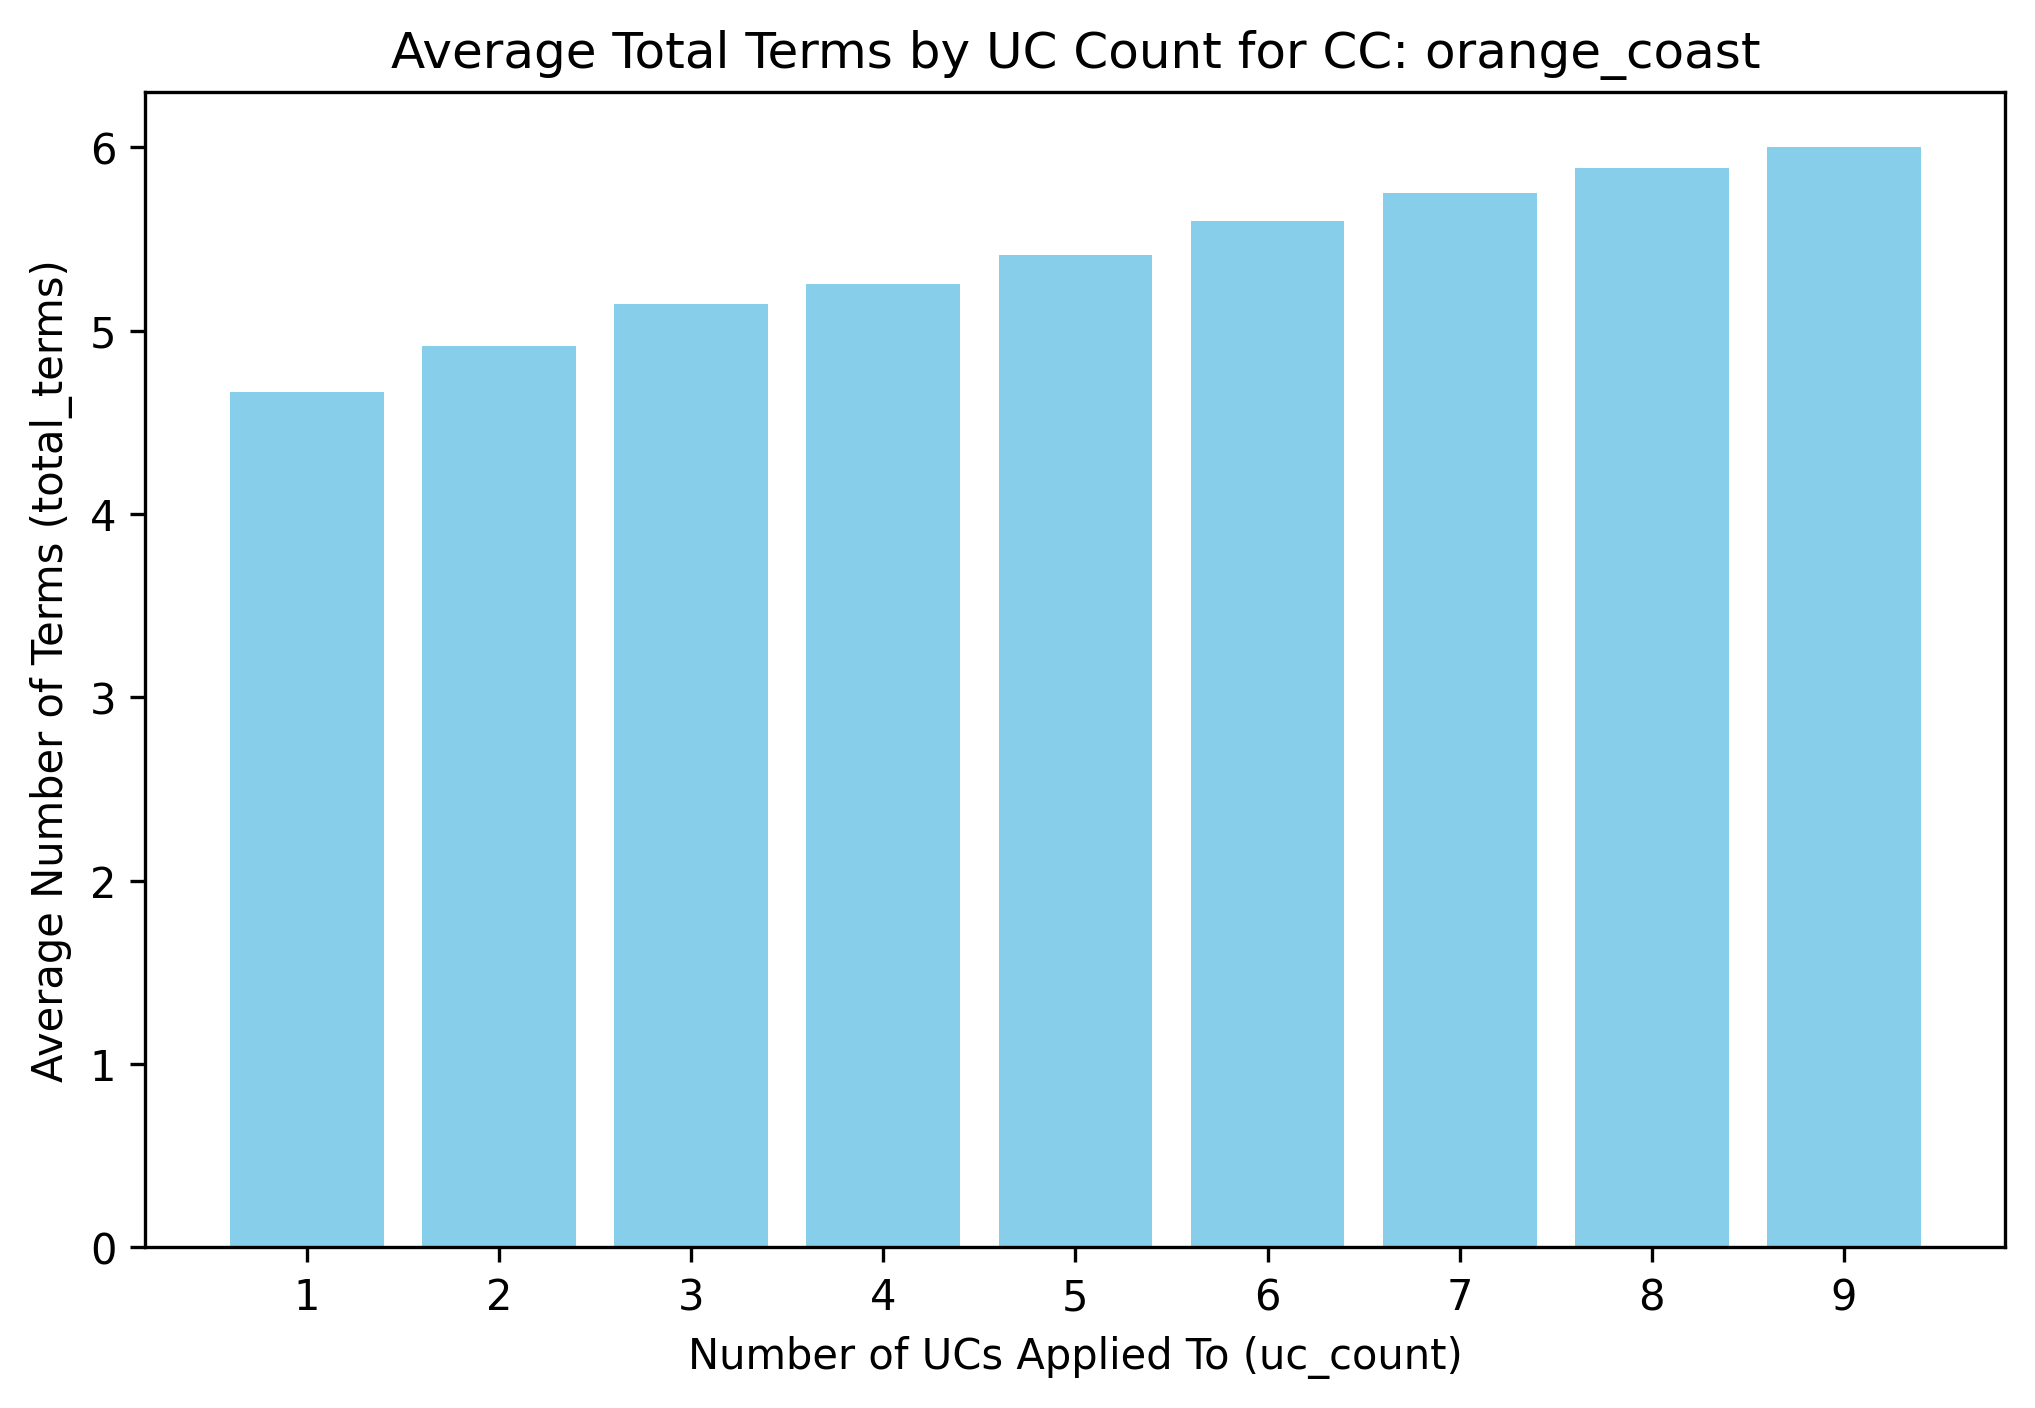 Average Total Terms by UC Count for CC: orange_coast
Average Number of Terms (total_terms)
6
5
4
3
2
1
0
1 2 3 4 5 6 7 8 9
Number of UCs Applied To (uc_count)